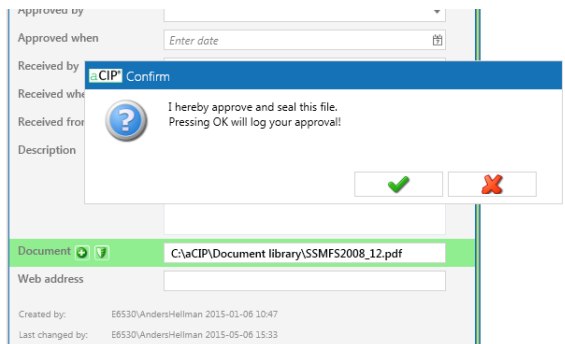 Approved by
Approved when
Enter date
Received by
aCIP® Confirm
Received whe
I hereby approve and seal this file.
Received fror
Pressing OK will log your approval!
Description
Document
C:\aCIP\Document library\SSMFS2008_12.pdf
Web address
Created by: E6530\AndersHellman 2015-01-06 10:47
Last changed by: E6530\AndersHellman 2015-05-06 15:33